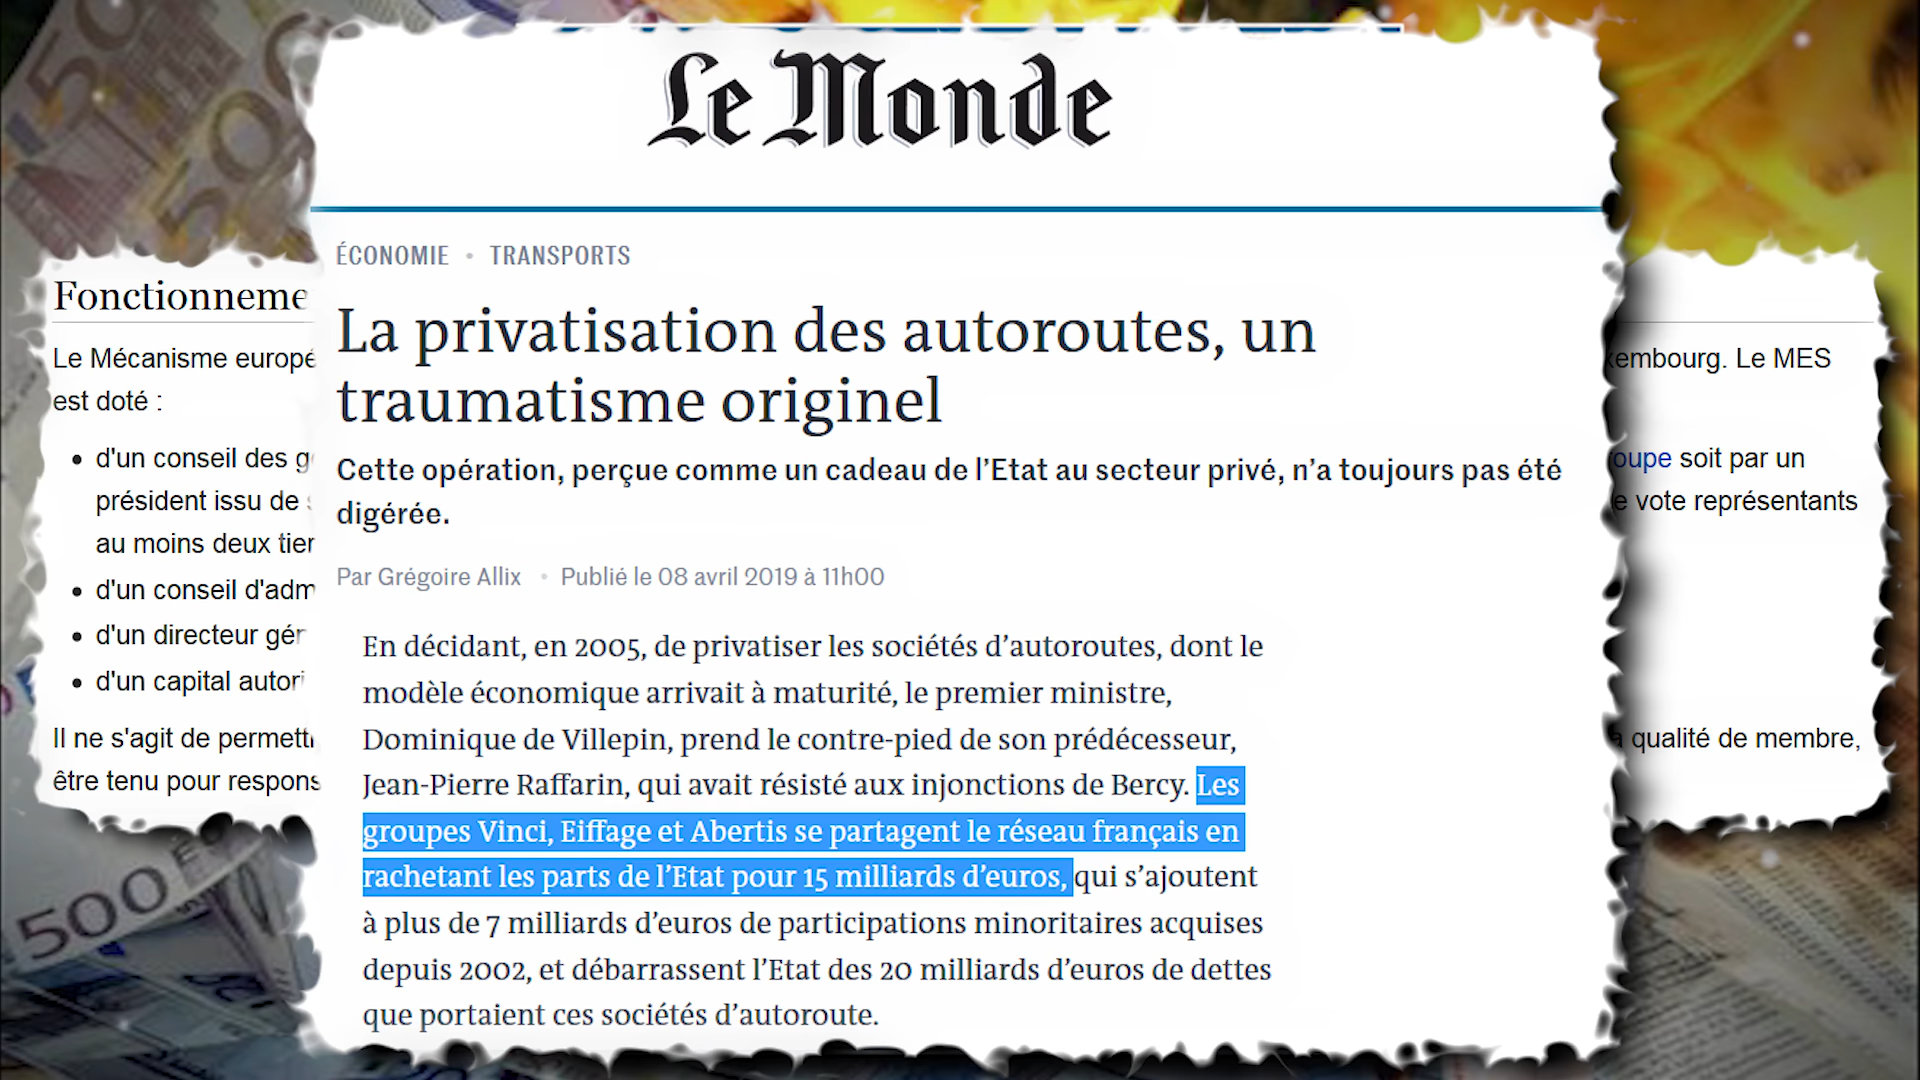 Le Monde
ÉCONOMIE • TRANSPORTS
La privatisation des autoroutes, un
traumatisme originel
Cette opération, perçue comme un cadeau de l’Etat au secteur privé, n’a toujours pas été
digérée.
Par Grégoire Allix • Publié le 08 avril 2019 à 11h00
En décidant, en 2005, de privatiser les sociétés d’autoroutes, dont le
modèle économique arrivait à maturité, le premier ministre,
Dominique de Villepin, prend le contre-pied de son prédécesseur,
Jean-Pierre Raffarin, qui avait résisté aux injonctions de Bercy. Les
groupes Vinci, Eiffage et Abertis se partagent le réseau français en
rachetant les parts de l’Etat pour 15 milliards d’euros, qui s’ajoutent
à plus de 7 milliards d’euros de participations minoritaires acquises
depuis 2002, et débarrassent l’Etat des 20 milliards d’euros de dettes
que portaient ces sociétés d’autoroute.
Fonctionneme
Le Mécanisme europé
est doté :
• d'un conseil des g
président issu de
au moins deux tier
• d'un conseil d'adm
• d'un directeur gér
• d'un capital autori
Il ne s'agit de permett
être tenu pour respons
embourg. Le MES
oupe soit par un
e vote représentants
a qualité de membre,
500
500
500 EURO